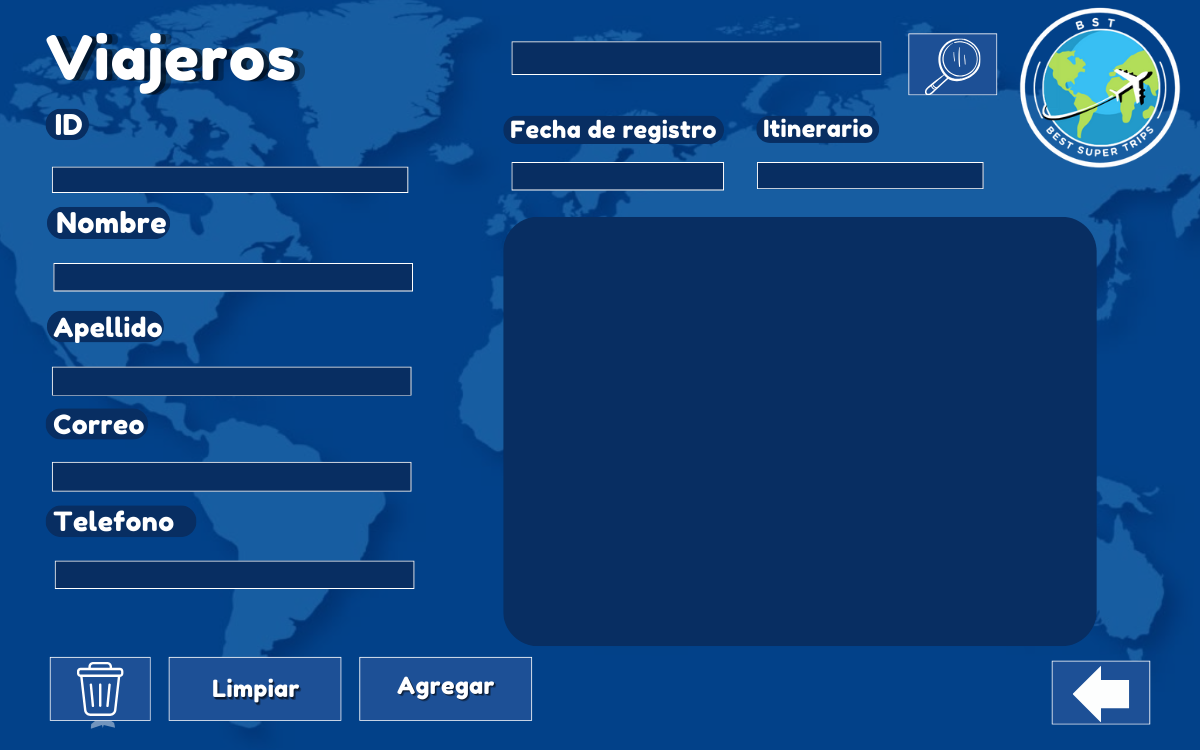 Viajeros
ID
Nombre
Apellido
Correo
Telefono
Limpiar
Agregar
Fecha de registro
Itinerario
BST
BEST SUPER TRIPS